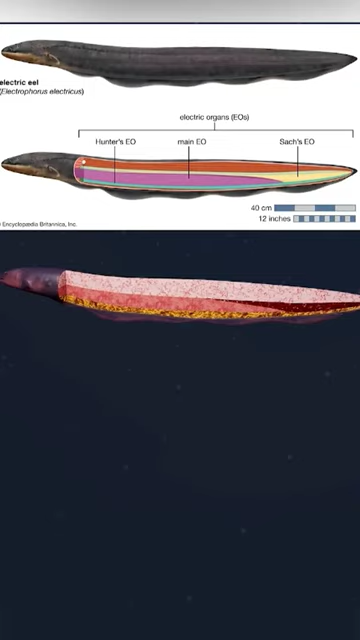 electric eel
(Electrophorus electricus)
electric organs (EOs)
Hunter's EO main EO Sach's EO
40 cm
12 inches
Encyclopædia Britannica, Inc.